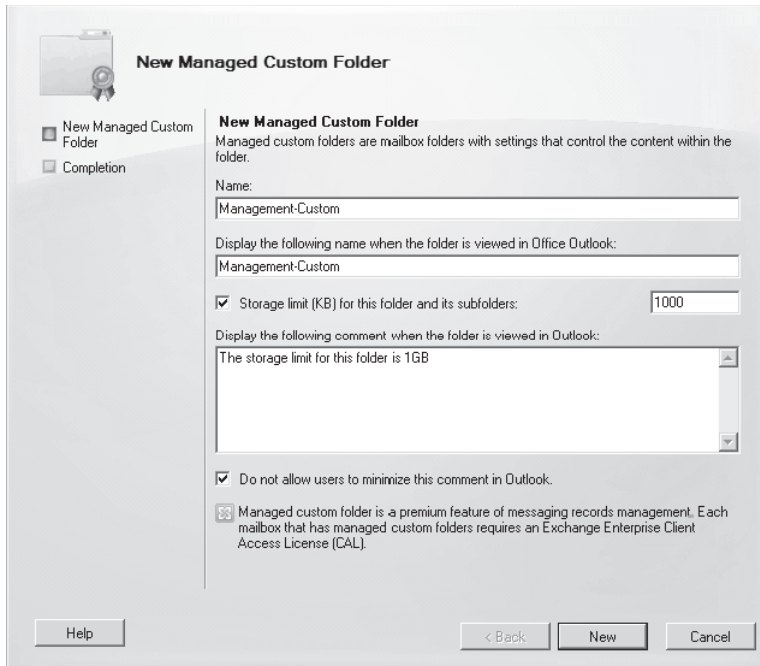 New Managed Custom Folder
New Managed Custom
Folder
Completion
New Managed Custom Folder
Managed custom folders are mailbox folders with settings that control the content within the
folder.
Name:
Management-Custom
Display the following name when the folder is viewed in Office Outlook:
Management-Custom
Storage limit (KB) for this folder and its subfolders:
1000
Display the following comment when the folder is viewed in Outlook:
The storage limit for this folder is 1GB
Do not allow users to minimize this comment in Outlook.
Managed custom folder is a premium feature of messaging records management. Each
mailbox that has managed custom folders requires an Exchange Enterprise Client
Access License (CAL).
Help
< Back
New
Cancel